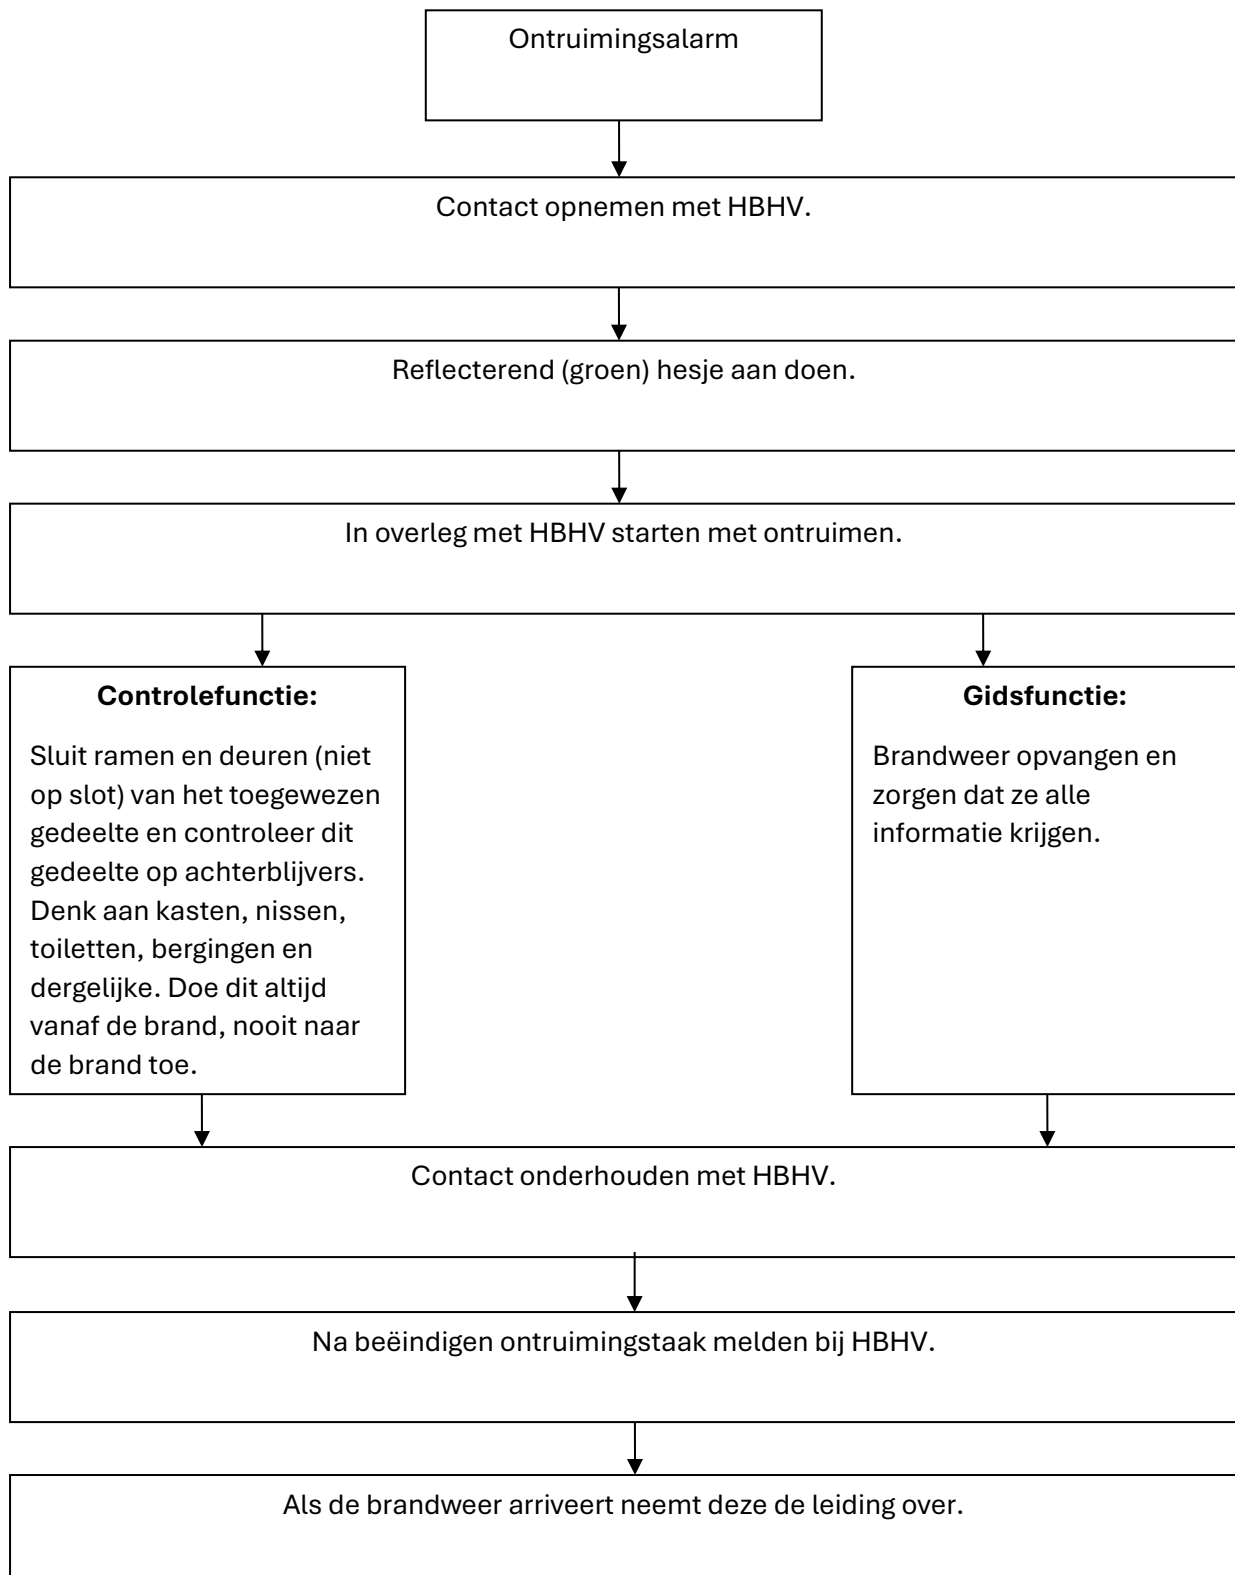 Ontruimingsalarm
Contact opnemen met HBHV.
Reflecterend (groen) hesje aan doen.
In overleg met HBHV starten met ontruimen.
Controlefunctie:
Sluit ramen en deuren (niet
op slot) van het toegewezen
gedeelte en controleer dit
gedeelte op achterblijvers.
Denk aan kasten, nissen,
toiletten, bergingen en
dergelijke. Doe dit altijd
vanaf de brand, nooit naar
de brand toe.
Gidsfunctie:
Brandweer opvangen en
zorgen dat ze alle
informatie krijgen.
Contact onderhouden met HBHV.
Na beëindigen ontruimingstaak melden bij HBHV.
Als de brandweer arriveert neemt deze de leiding over.